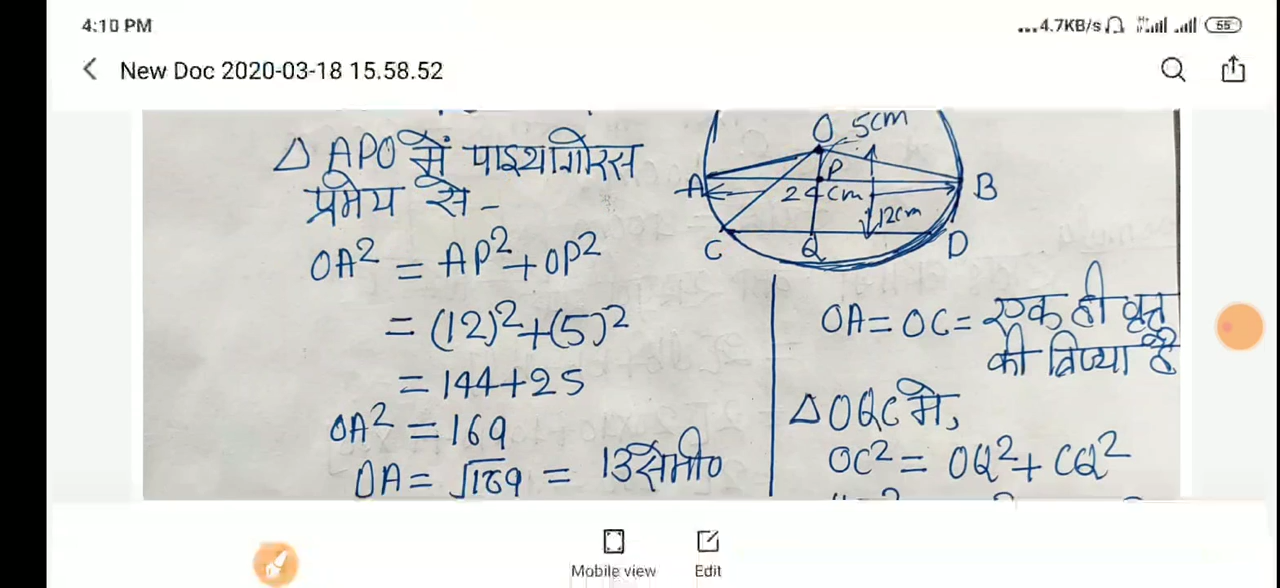 4:10 PM
...4.7KB/s
55
New Doc 2020-03-18 15.58.52
Δ APO में पाइथागोरस
प्रमेय से -
OA² = AP² + OP²
= (12)² + (5)²
= 144 + 25
OA² = 169
OA = √169 = 13 सेमी०
O 5cm
P
A
24cm
B
12cm
C
Q
D
OA = OC = एक ही वृत्त
की त्रिज्या है
Δ OQC मे,
OC² = OQ² + CQ²
Mobile view
Edit